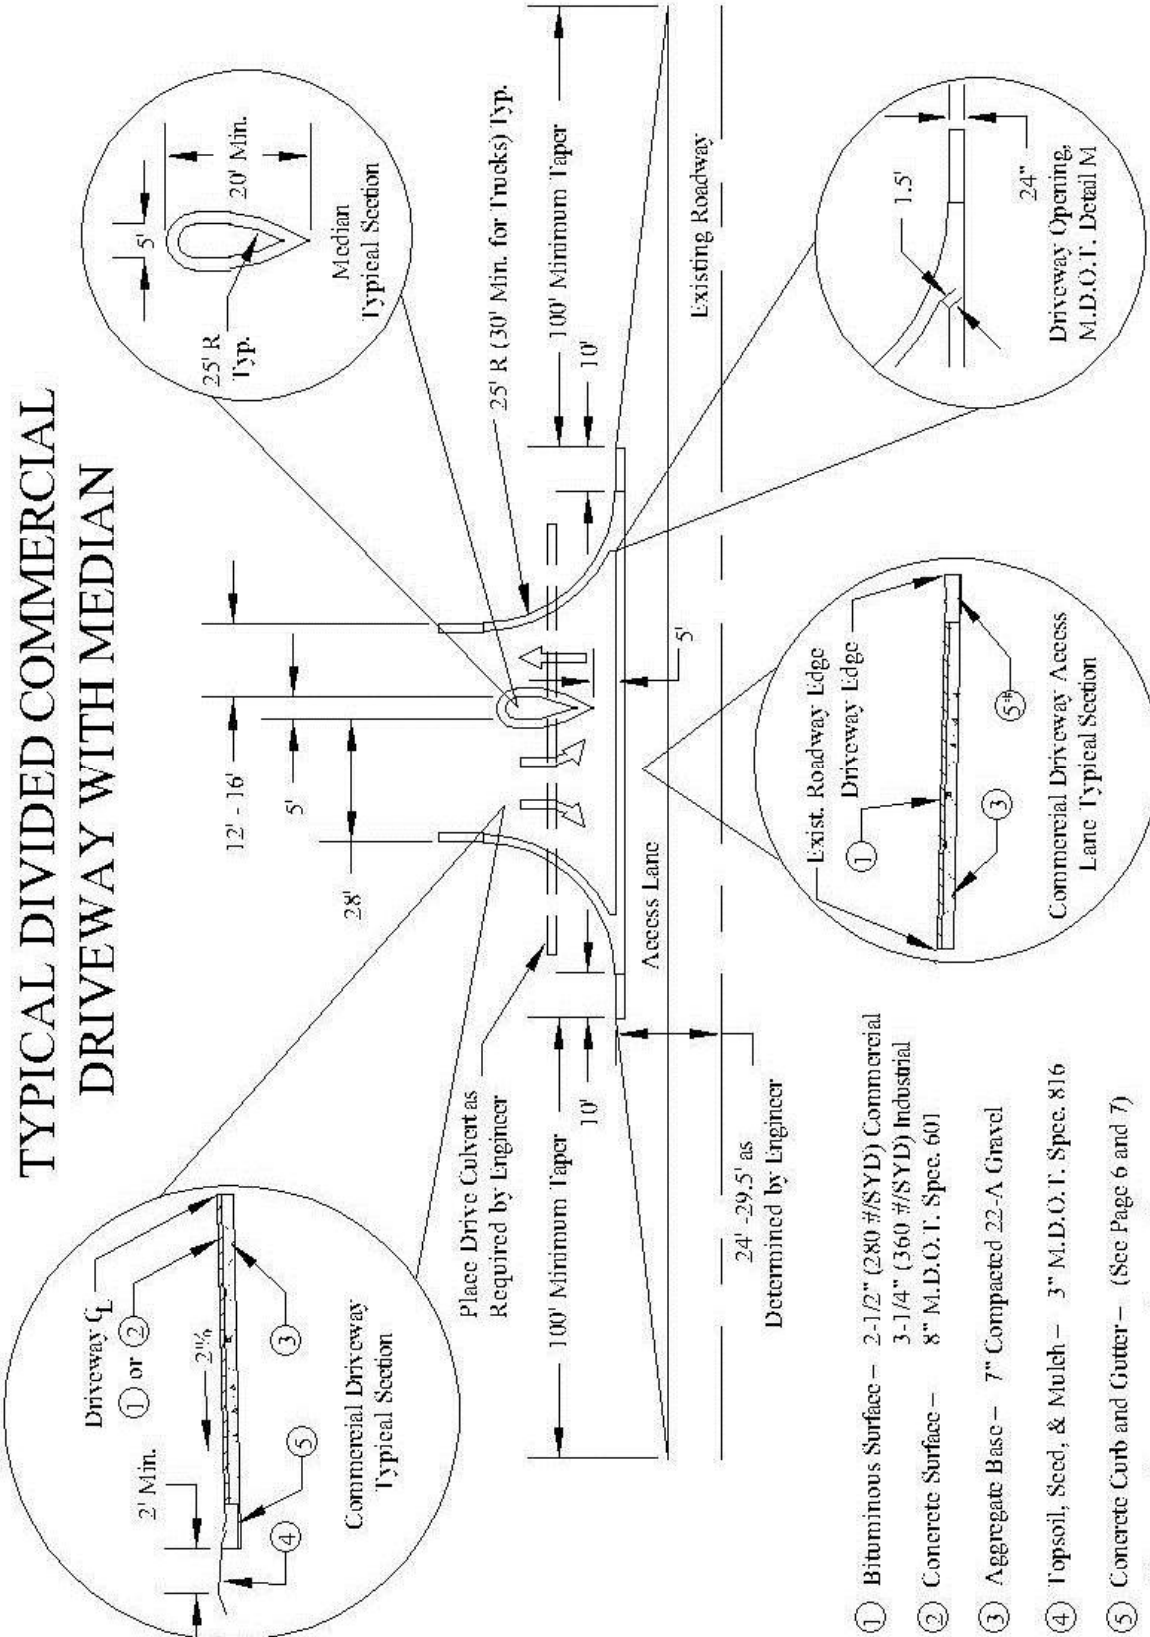 TYPICAL DIVIDED COMMERCIAL
DRIVEWAY WITH MEDIAN
Driveway CL
1 or 2
2' Min.
2%
3
4
5
Commercial Driveway
Typical Section
12' - 16'
5'
28'
5'
20' Min.
25' R
Typ.
Median
Typical Section
Place Drive Culvert as
Required by Engineer
25' R (30' Min. for Trucks) Typ.
100' Minimum Taper
10'
100' Minimum Taper
10'
5'
Access Lane
Existing Roadway
24' -29.5' as
Determined by Engineer
Exist. Roadway Edge
Driveway Edge
1
3
5*
Commercial Driveway Access
Lane Typical Section
1.5'
24"
Driveway Opening,
M.D.O.T. Detail M
1 Bituminous Surface – 2-1/2" (280 #/SYD) Commercial
3-1/4" (360 #/SYD) Industrial
2 Concrete Surface – 8" M.D.O.T. Spec. 601
3 Aggregate Base – 7" Compacted 22-A Gravel
4 Topsoil, Seed, & Mulch – 3" M.D.O.T. Spec. 816
5 Concrete Curb and Gutter – (See Page 6 and 7)